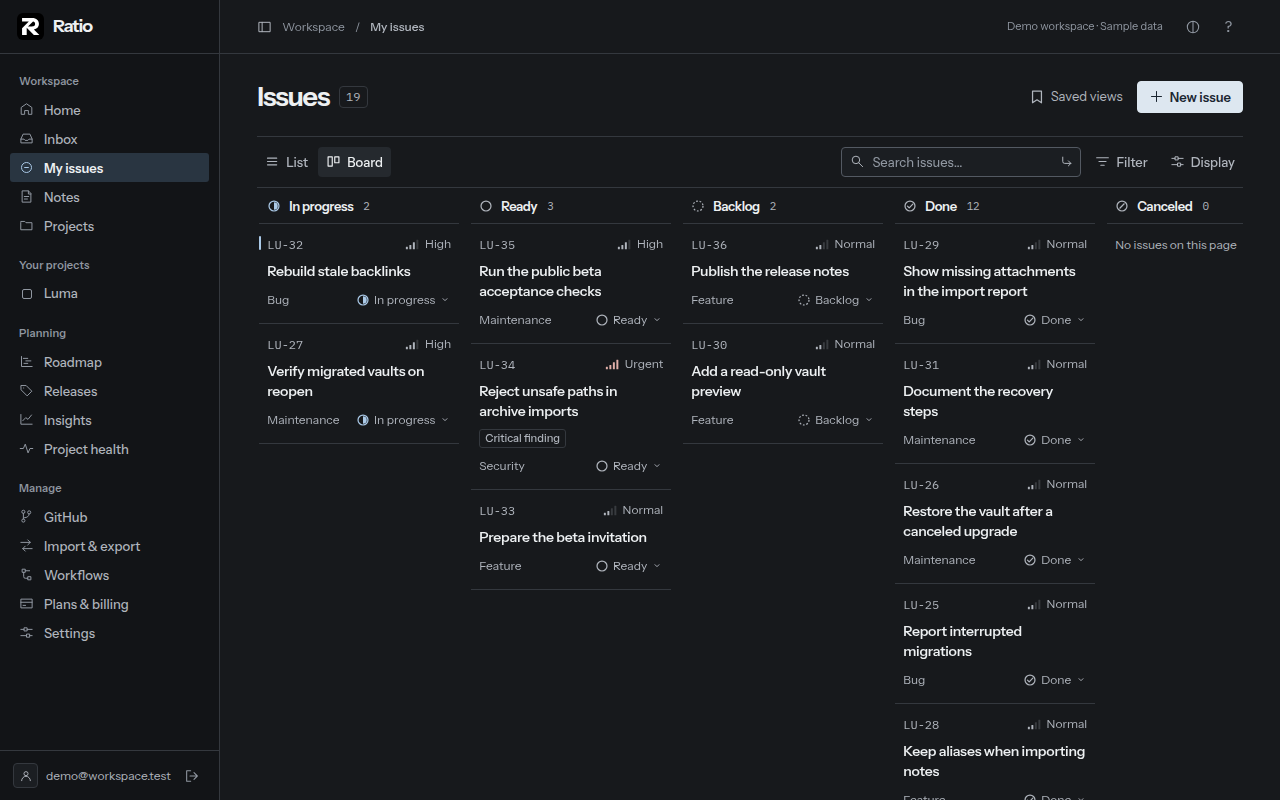 Ratio
Workspace
Home
Inbox
My issues
Notes
Projects
Your projects
Luma
Planning
Roadmap
Releases
Insights
Project health
Manage
GitHub
Import & export
Workflows
Plans & billing
Settings
demo@workspace.test
Workspace / My issues
Demo workspace · Sample data
?
Issues 19
Saved views
New issue
List
Board
Search issues...
Filter
Display
In progress 2
LU-32 High
Rebuild stale backlinks
Bug In progress
LU-27 High
Verify migrated vaults on
reopen
Maintenance In progress
Ready 3
LU-35 High
Run the public beta
acceptance checks
Maintenance Ready
LU-34 Urgent
Reject unsafe paths in
archive imports
Critical finding
Security Ready
LU-33 Normal
Prepare the beta invitation
Feature Ready
Backlog 2
LU-36 Normal
Publish the release notes
Feature Backlog
LU-30 Normal
Add a read-only vault
preview
Feature Backlog
Done 12
LU-29 Normal
Show missing attachments
in the import report
Bug Done
LU-31 Normal
Document the recovery
steps
Maintenance Done
LU-26 Normal
Restore the vault after a
canceled upgrade
Maintenance Done
LU-25 Normal
Report interrupted
migrations
Bug Done
LU-28 Normal
Keep aliases when importing
notes
Feature Done
Canceled 0
No issues on this page